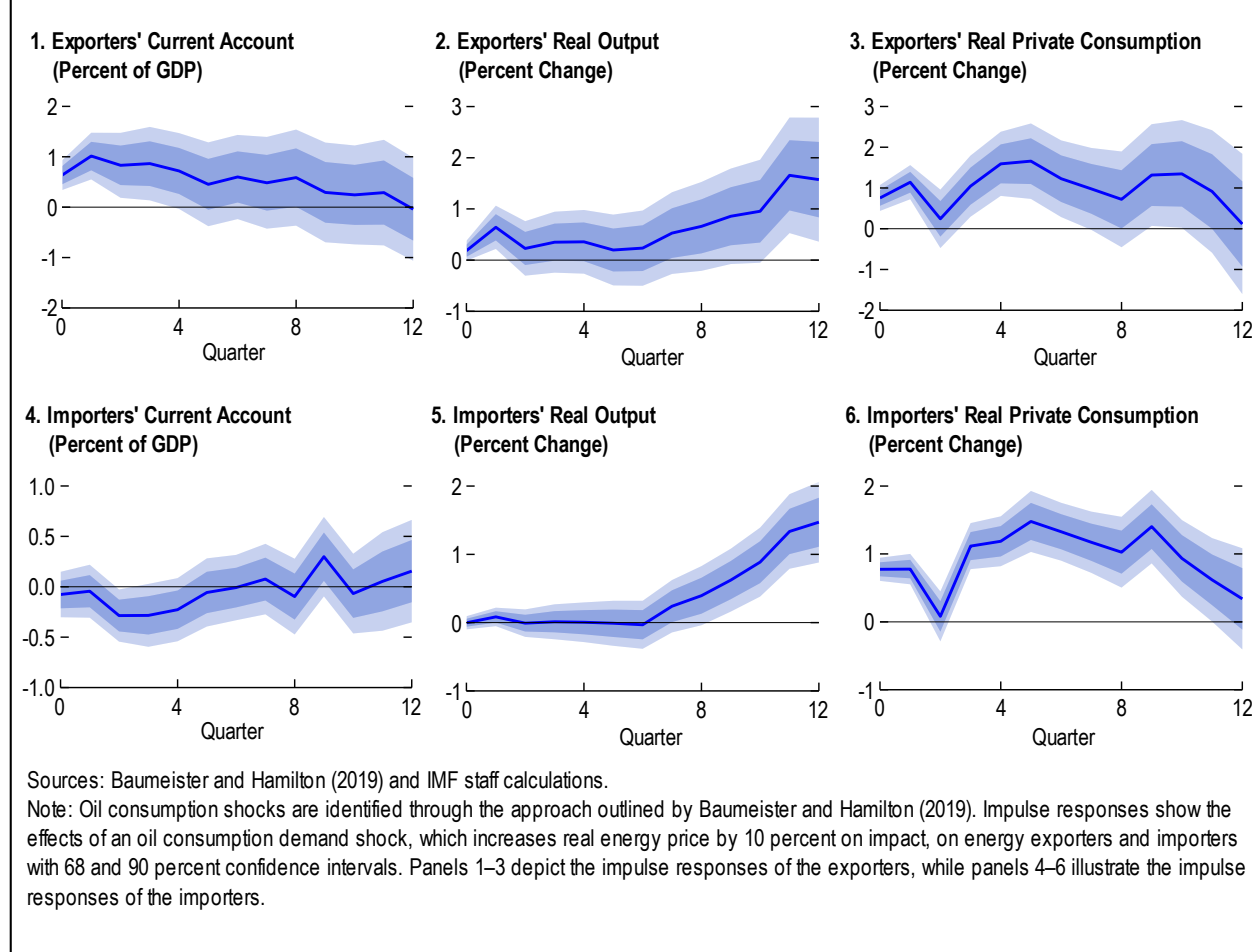 1. Exporters' Current Account
(Percent of GDP)
2
1
0
-1
-2
0
4
8
12
Quarter
2. Exporters' Real Output
(Percent Change)
3
2
1
0
-1
0
4
8
12
Quarter
3. Exporters' Real Private Consumption
(Percent Change)
3
2
1
0
-1
-2
0
4
8
12
Quarter
4. Importers' Current Account
(Percent of GDP)
1.0
0.5
0.0
-0.5
-1.0
0
4
8
12
Quarter
5. Importers' Real Output
(Percent Change)
2
1
0
-1
0
4
8
12
Quarter
6. Importers' Real Private Consumption
(Percent Change)
2
1
0
-1
0
4
8
12
Quarter
Sources: Baumeister and Hamilton (2019) and IMF staff calculations.
Note: Oil consumption shocks are identified through the approach outlined by Baumeister and Hamilton (2019). Impulse responses show the
effects of an oil consumption demand shock, which increases real energy price by 10 percent on impact, on energy exporters and importers
with 68 and 90 percent confidence intervals. Panels 1–3 depict the impulse responses of the exporters, while panels 4–6 illustrate the impulse
responses of the importers.